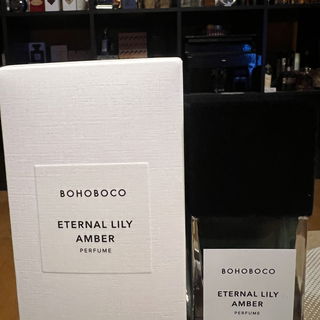 BOHOBOCO
ETERNAL LILY
AMBER
PERFUME
BOHOBOCO
ETERNAL LILY
AMBER
PERFUME